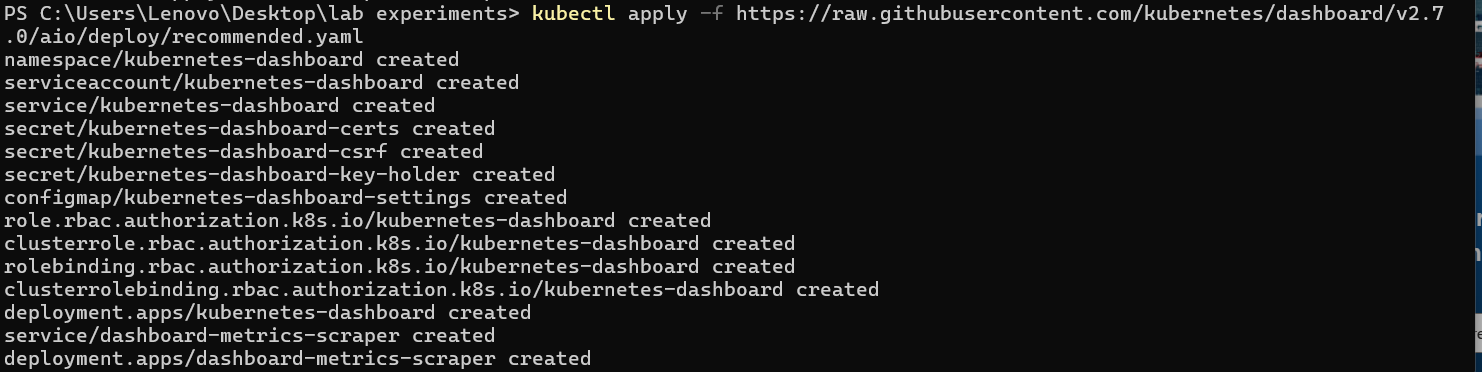 PS C:\Users\Lenovo\Desktop\lab experiments> kubectl apply -f https://raw.githubusercontent.com/kubernetes/dashboard/v2.7
.0/aio/deploy/recommended.yaml
namespace/kubernetes-dashboard created
serviceaccount/kubernetes-dashboard created
service/kubernetes-dashboard created
secret/kubernetes-dashboard-certs created
secret/kubernetes-dashboard-csrf created
secret/kubernetes-dashboard-key-holder created
configmap/kubernetes-dashboard-settings created
role.rbac.authorization.k8s.io/kubernetes-dashboard created
clusterrole.rbac.authorization.k8s.io/kubernetes-dashboard created
rolebinding.rbac.authorization.k8s.io/kubernetes-dashboard created
clusterrolebinding.rbac.authorization.k8s.io/kubernetes-dashboard created
deployment.apps/kubernetes-dashboard created
service/dashboard-metrics-scraper created
deployment.apps/dashboard-metrics-scraper created